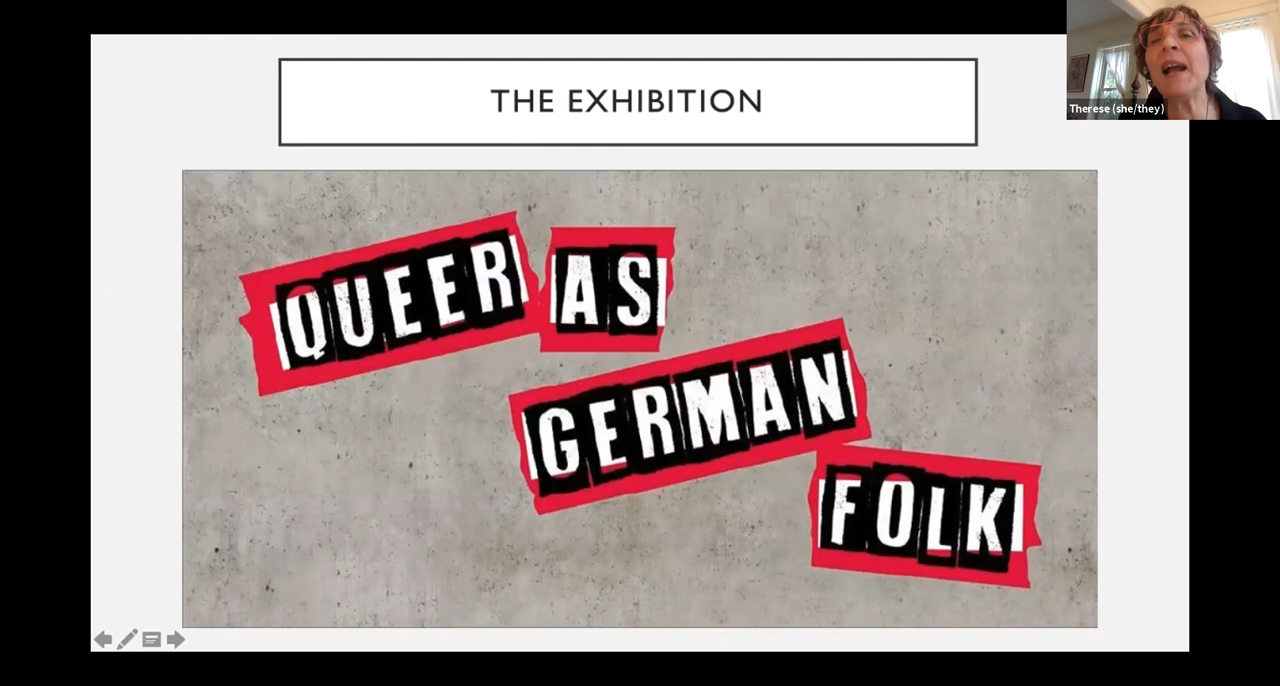 THE EXHIBITION
QUEER AS
GERMAN
FOLK
Therese (she/they)